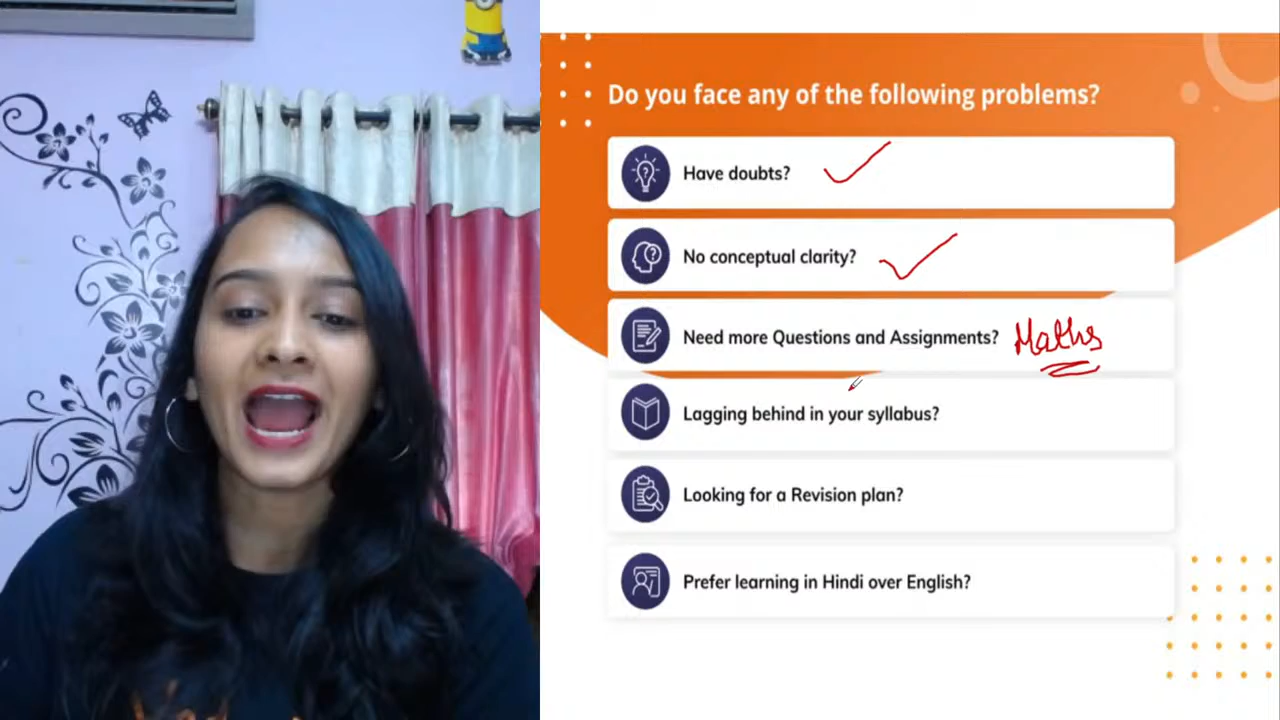 Do you face any of the following problems?
Have doubts?
No conceptual clarity?
Need more Questions and Assignments? Maths
Lagging behind in your syllabus?
Looking for a Revision plan?
Prefer learning in Hindi over English?